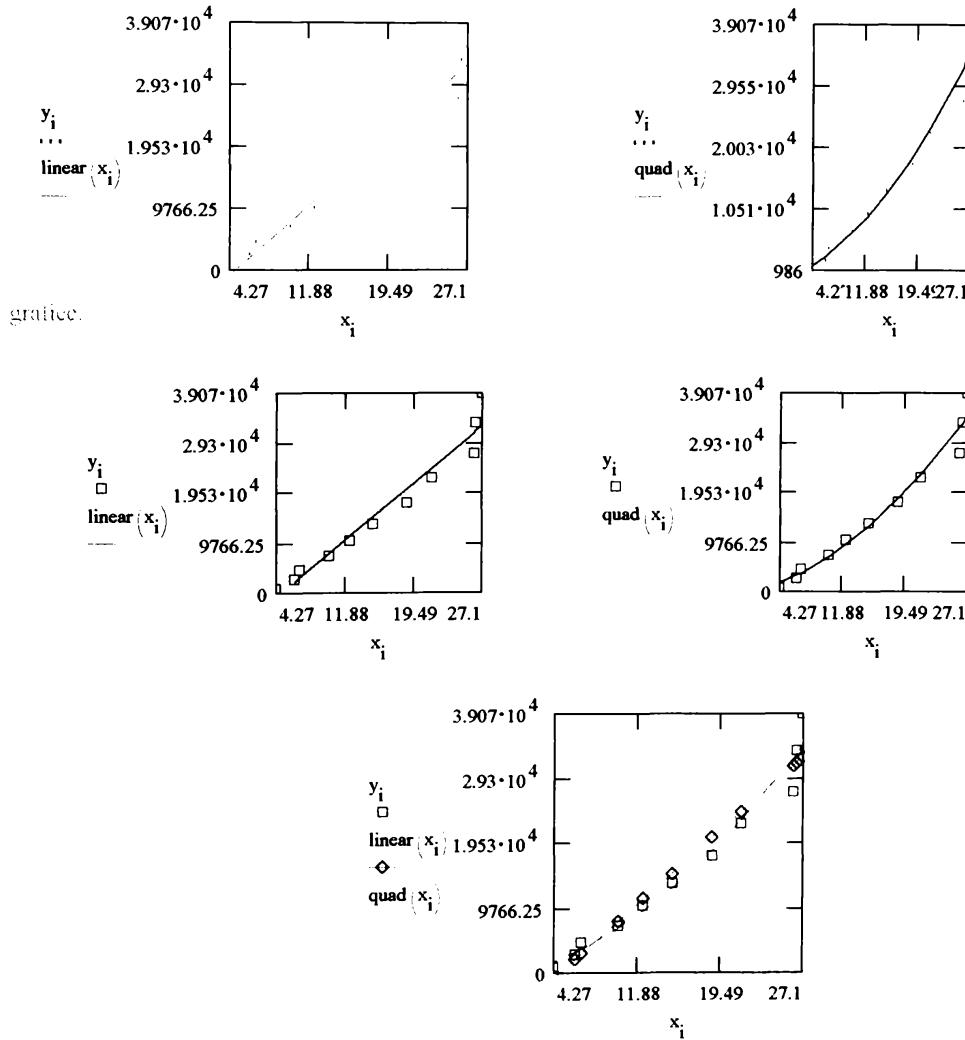 3.907·10^4
2.93·10^4
1.953·10^4
9766.25
0
y_i
linear(x_i)
4.27 11.88 19.49 27.1
x_i
3.907·10^4
2.955·10^4
2.003·10^4
1.051·10^4
986
y_i
quad(x_i)
4.27 11.88 19.49 27.1
x_i
grafice.
3.907·10^4
2.93·10^4
1.953·10^4
9766.25
0
y_i
linear(x_i)
4.27 11.88 19.49 27.1
x_i
3.907·10^4
2.93·10^4
1.953·10^4
9766.25
0
y_i
quad(x_i)
4.27 11.88 19.49 27.1
x_i
3.907·10^4
2.93·10^4
1.953·10^4
9766.25
0
y_i
linear(x_i)
quad(x_i)
4.27 11.88 19.49 27.1
x_i